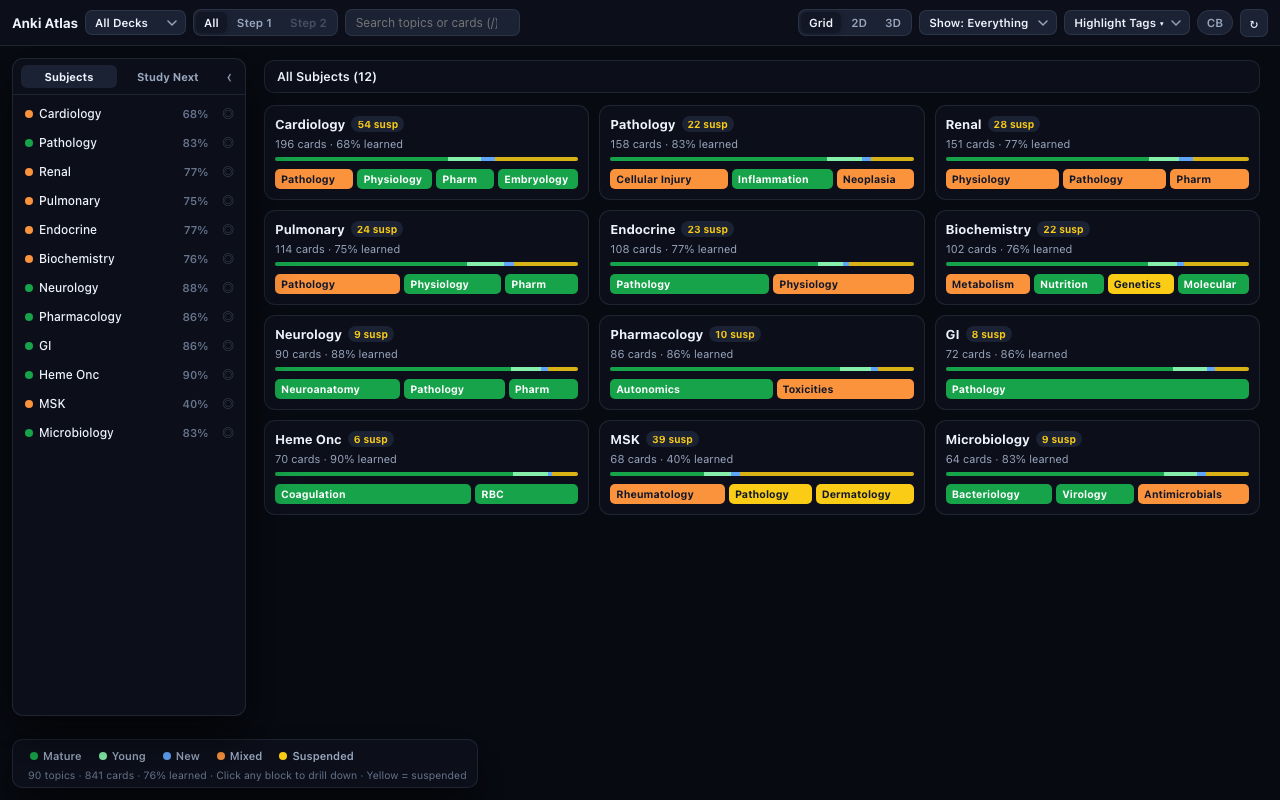 Anki Atlas All Decks All Step 1 Step 2 Search topics or cards (/) Grid 2D 3D Show: Everything Highlight Tags • CB ↻
Subjects Study Next ‹
Cardiology 68%
Pathology 83%
Renal 77%
Pulmonary 75%
Endocrine 77%
Biochemistry 76%
Neurology 88%
Pharmacology 86%
GI 86%
Heme Onc 90%
MSK 40%
Microbiology 83%
All Subjects (12)
Cardiology 54 susp
196 cards · 68% learned
Pathology Physiology Pharm Embryology
Pathology 22 susp
158 cards · 83% learned
Cellular Injury Inflammation Neoplasia
Renal 28 susp
151 cards · 77% learned
Physiology Pathology Pharm
Pulmonary 24 susp
114 cards · 75% learned
Pathology Physiology Pharm
Endocrine 23 susp
108 cards · 77% learned
Pathology Physiology
Biochemistry 22 susp
102 cards · 76% learned
Metabolism Nutrition Genetics Molecular
Neurology 9 susp
90 cards · 88% learned
Neuroanatomy Pathology Pharm
Pharmacology 10 susp
86 cards · 86% learned
Autonomics Toxicities
GI 8 susp
72 cards · 86% learned
Pathology
Heme Onc 6 susp
70 cards · 90% learned
Coagulation RBC
MSK 39 susp
68 cards · 40% learned
Rheumatology Pathology Dermatology
Microbiology 9 susp
64 cards · 83% learned
Bacteriology Virology Antimicrobials
Mature Young New Mixed Suspended
90 topics · 841 cards · 76% learned · Click any block to drill down · Yellow = suspended